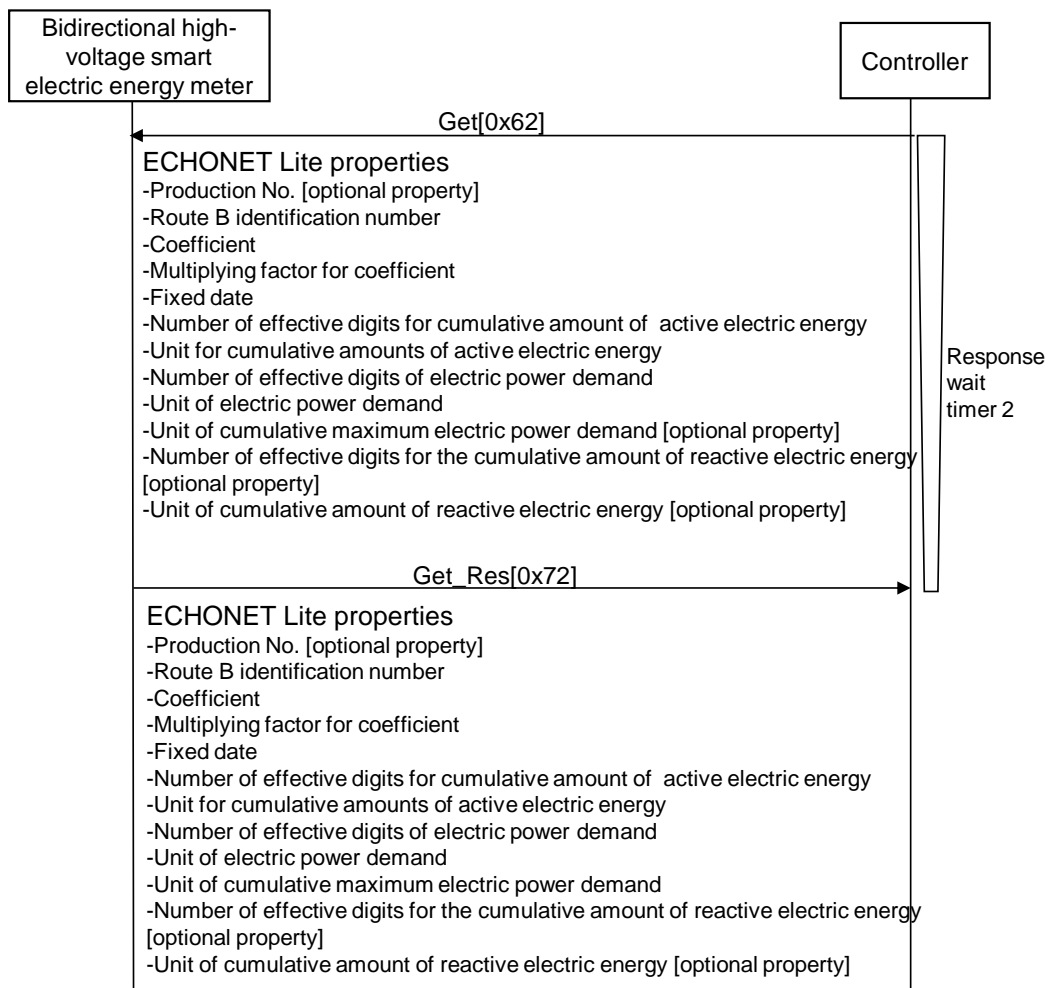 Bidirectional high-
voltage smart
electric energy meter
Controller
Get[0x62]
ECHONET Lite properties
-Production No. [optional property]
-Route B identification number
-Coefficient
-Multiplying factor for coefficient
-Fixed date
-Number of effective digits for cumulative amount of  active electric energy
-Unit for cumulative amounts of active electric energy
-Number of effective digits of electric power demand
-Unit of electric power demand
-Unit of cumulative maximum electric power demand [optional property]
-Number of effective digits for the cumulative amount of reactive electric energy
[optional property]
-Unit of cumulative amount of reactive electric energy [optional property]
Response
wait
timer 2
Get_Res[0x72]
ECHONET Lite properties
-Production No. [optional property]
-Route B identification number
-Coefficient
-Multiplying factor for coefficient
-Fixed date
-Number of effective digits for cumulative amount of  active electric energy
-Unit for cumulative amounts of active electric energy
-Number of effective digits of electric power demand
-Unit of electric power demand
-Unit of cumulative maximum electric power demand
-Number of effective digits for the cumulative amount of reactive electric energy
[optional property]
-Unit of cumulative amount of reactive electric energy [optional property]